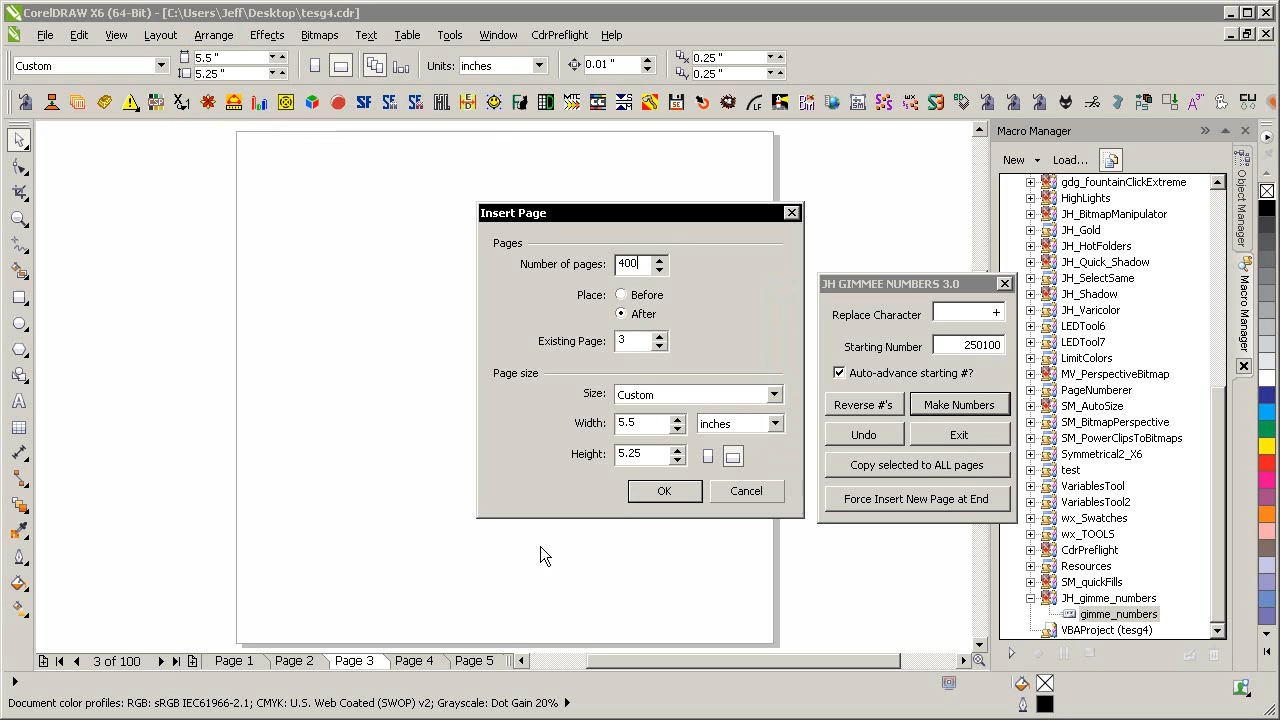 CorelDRAW X6 (64-Bit) - [C:\Users\Jeff\Desktop\tesg4.cdr]
File Edit View Layout Arrange Effects Bitmaps Text Table Tools Window CdrPreflight Help
Custom 5.5 " 5.25 " Units: inches 0.01 " 0.25 " 0.25 "
Macro Manager
New Load...
gdg_fountainClickExtreme
HighLights
JH_BitmapManipulator
JH_Gold
JH_HotFolders
JH_Quick_Shadow
JH_SelectSame
JH_Shadow
JH_Varicolor
LEDTool6
LEDTool7
LimitColors
MV_PerspectiveBitmap
PageNumberer
SM_AutoSize
SM_BitmapPerspective
SM_PowerClipsToBitmaps
Symmetrical2_X6
test
VariablesTool
VariablesTool2
wx_Swatches
wx_TOOLS
CdrPreflight
Resources
SM_quickFills
JH_gimme_numbers
gimme_numbers
VBAProject (tesg4)
Object Manager
Macro Manager
Insert Page
Pages
Number of pages: 400
Place: Before
After
Existing Page: 3
Page size
Size: Custom
Width: 5.5 inches
Height: 5.25
OK Cancel
JH GIMMEE NUMBERS 3.0
Replace Character +
Starting Number 250100
Auto-advance starting #?
Reverse #'s Make Numbers
Undo Exit
Copy selected to ALL pages
Force Insert New Page at End
3 of 100 Page 1 Page 2 Page 3 Page 4 Page 5
Document color profiles: RGB: sRGB IEC61966-2.1; CMYK: U.S. Web Coated (SWOP) v2; Grayscale: Dot Gain 20%